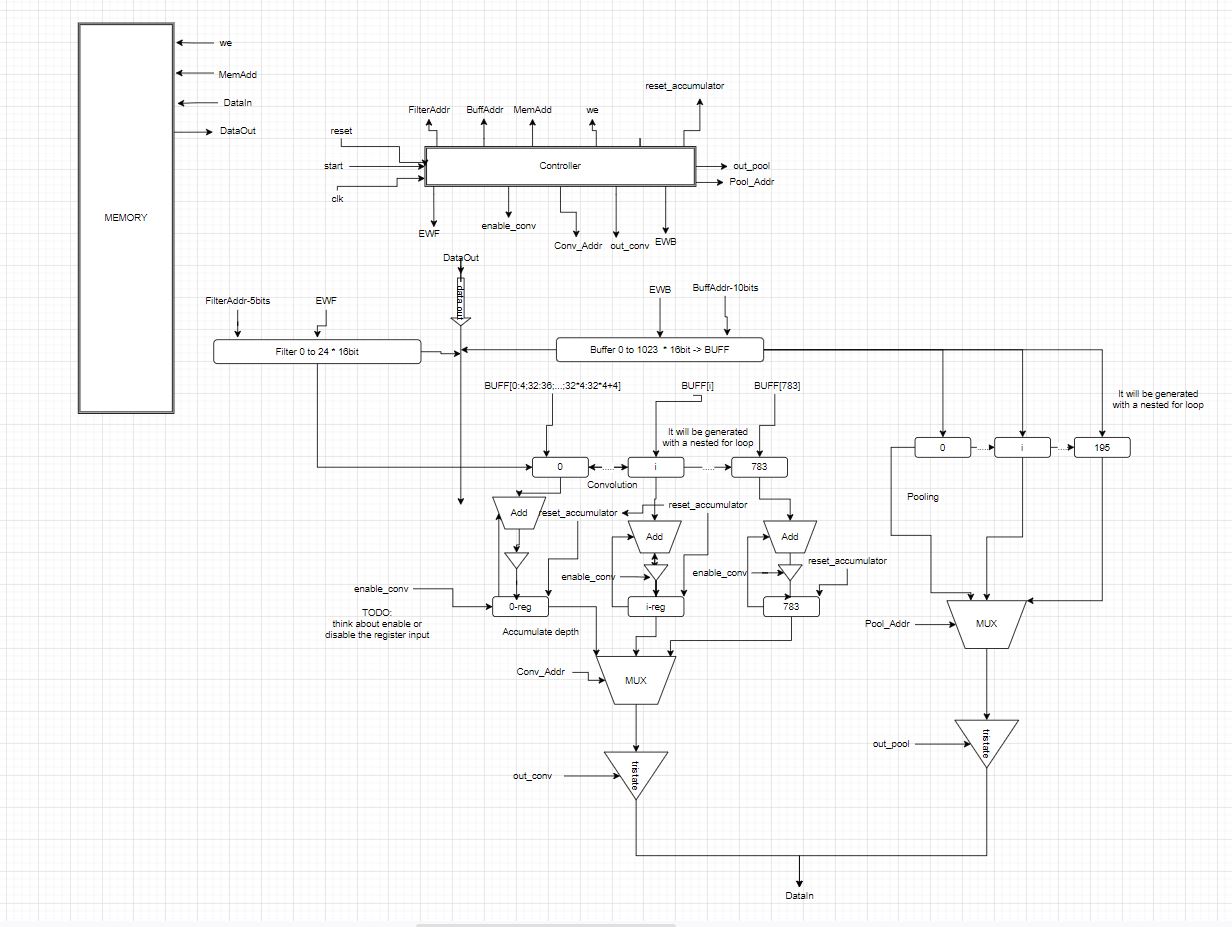 we
MemAdd
DataIn
DataOut
MEMORY
reset_accumulator
FilterAddr
BuffAddr
MemAdd
we
reset
start
clk
Controller
out_pool
Pool_Addr
EWF
enable_conv
Conv_Addr
out_conv
EWB
DataOut
data out
FilterAddr-5bits
EWF
EWB
BuffAddr-10bits
Filter 0 to 24 * 16bit
Buffer 0 to 1023 * 16bit -> BUFF
BUFF[0:4;32:36;...;32*4:32*4+4]
BUFF[i]
BUFF[783]
It will be generated
with a nested for loop
It will be generated
with a nested for loop
0
.....
i
.....
783
Convolution
0
.....
i
.....
195
Pooling
Add
reset_accumulator
reset_accumulator
Add
Add
reset_accumulator
enable_conv
enable_conv
enable_conv
0-reg
i-reg
783
TODO:
think about enable or
disable the register input
Accumulate depth
Pool_Addr
MUX
Conv_Addr
MUX
out_pool
tristate
out_conv
tristate
DataIn